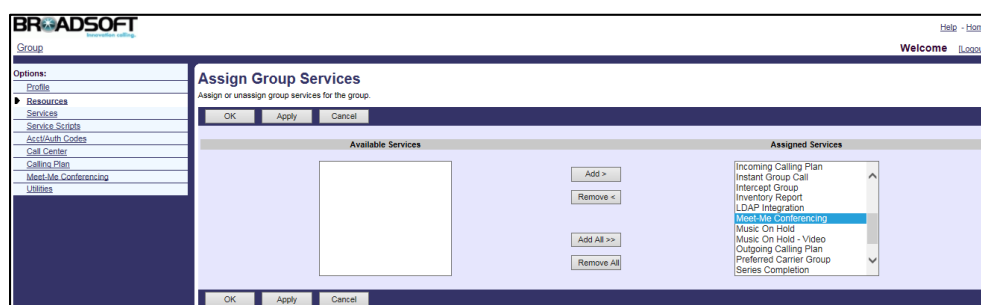 BROADSOFT
innovation calling.
Help - Hom
Group
Welcome [Logou
Options:
Profile
Resources
Services
Service Scripts
Acct/Auth Codes
Call Center
Calling Plan
Meet-Me Conferencing
Utilities
Assign Group Services
Assign or unassign group services for the group.
OK Apply Cancel
Available Services Assigned Services
Add >
Remove <
Add All >>
Remove All
Incoming Calling Plan
Instant Group Call
Intercept Group
Inventory Report
LDAP Integration
Meet-Me Conferencing
Music On Hold
Music On Hold - Video
Outgoing Calling Plan
Preferred Carrier Group
Series Completion
OK Apply Cancel